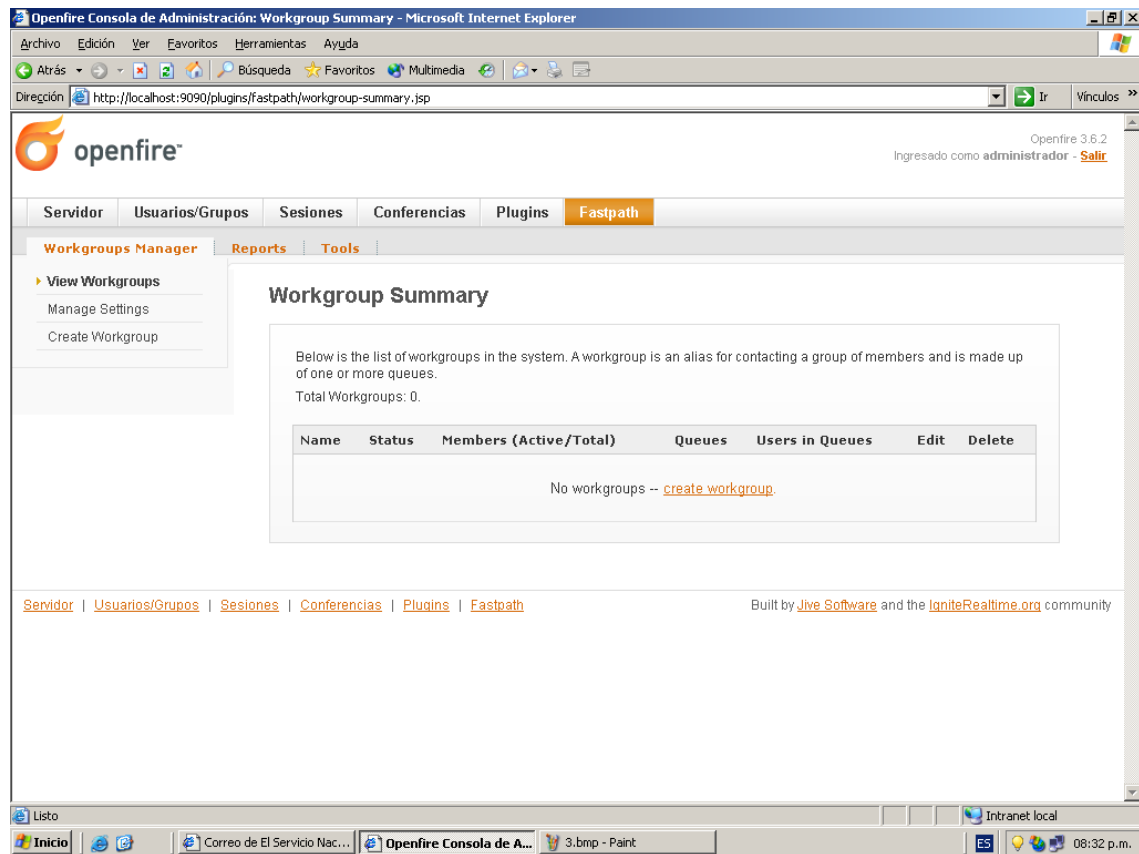 Openfire Consola de Administración: Workgroup Summary - Microsoft Internet Explorer
Archivo Edición Ver Favoritos Herramientas Ayuda
Atrás Búsqueda Favoritos Multimedia
Dirección http://localhost:9090/plugins/fastpath/workgroup-summary.jsp Ir Vínculos »
openfire™
Openfire 3.6.2
Ingresado como administrador - Salir
Servidor Usuarios/Grupos Sesiones Conferencias Plugins Fastpath
Workgroups Manager Reports Tools
View Workgroups
Manage Settings
Create Workgroup
Workgroup Summary
Below is the list of workgroups in the system. A workgroup is an alias for contacting a group of members and is made up
of one or more queues.
Total Workgroups: 0.
Name Status Members (Active/Total) Queues Users in Queues Edit Delete
No workgroups -- create workgroup.
Servidor | Usuarios/Grupos | Sesiones | Conferencias | Plugins | Fastpath
Built by Jive Software and the IgniteRealtime.org community
Listo Intranet local
Inicio Correo de El Servicio Nac... Openfire Consola de A... 3.bmp - Paint ES 08:32 p.m.